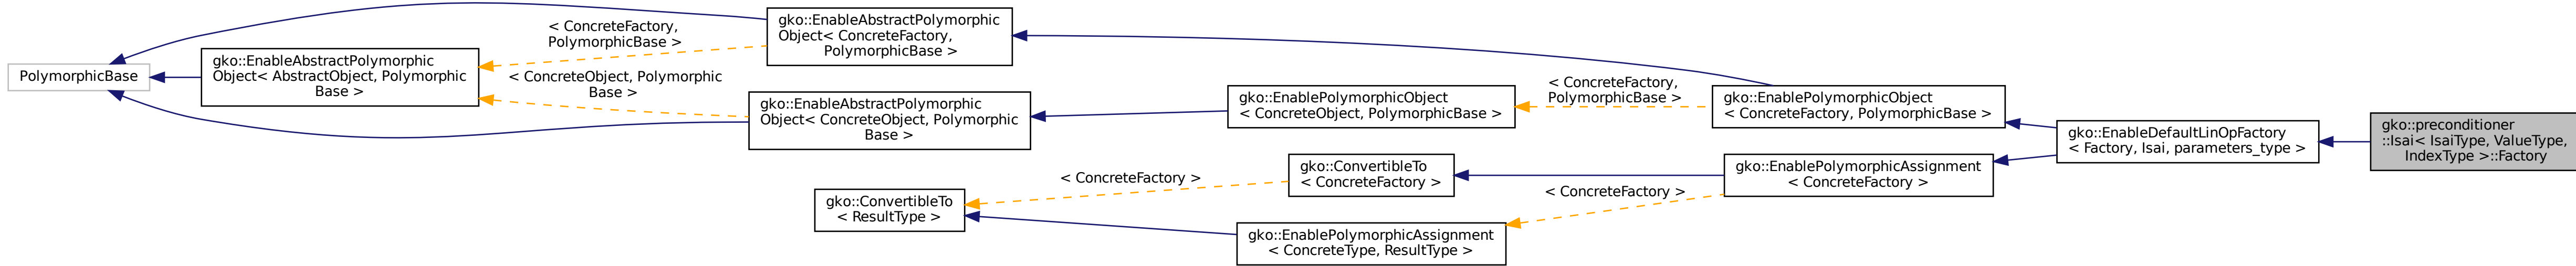 PolymorphicBase
gko::EnableAbstractPolymorphic
Object< AbstractObject, Polymorphic
Base >
< ConcreteFactory,
PolymorphicBase >
< ConcreteObject, Polymorphic
Base >
gko::EnableAbstractPolymorphic
Object< ConcreteFactory,
PolymorphicBase >
gko::EnableAbstractPolymorphic
Object< ConcreteObject, Polymorphic
Base >
gko::ConvertibleTo
< ResultType >
< ConcreteFactory >
gko::EnablePolymorphicObject
< ConcreteObject, PolymorphicBase >
gko::ConvertibleTo
< ConcreteFactory >
gko::EnablePolymorphicAssignment
< ConcreteType, ResultType >
< ConcreteFactory,
PolymorphicBase >
< ConcreteFactory >
gko::EnablePolymorphicObject
< ConcreteFactory, PolymorphicBase >
gko::EnablePolymorphicAssignment
< ConcreteFactory >
gko::EnableDefaultLinOpFactory
< Factory, Isai, parameters_type >
gko::preconditioner
::Isai< IsaiType, ValueType,
IndexType >::Factory